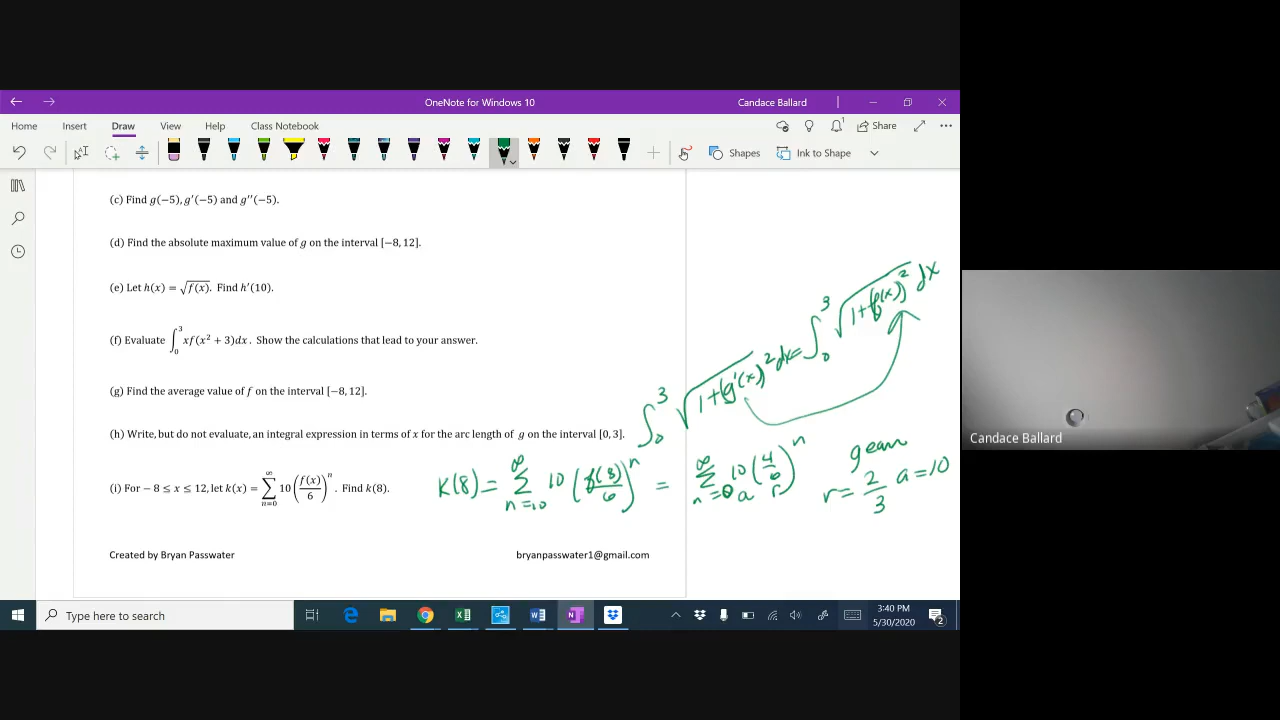 OneNote for Windows 10
Candace Ballard
Home Insert Draw View Help Class Notebook
Share
Shapes
Ink to Shape
(c) Find g(−5), g′(−5) and g′′(−5).
(d) Find the absolute maximum value of g on the interval [−8, 12].
(e) Let h(x) = √f(x). Find h′(10).
(f) Evaluate ∫₀³ xf(x² + 3)dx. Show the calculations that lead to your answer.
(g) Find the average value of f on the interval [−8, 12].
(h) Write, but do not evaluate, an integral expression in terms of x for the arc length of g on the interval [0, 3].
∫₀³ √1+(g'(x))² dx = ∫₀³ √1+(f(x))² dx
(i) For −8 ≤ x ≤ 12, let k(x) = ∑ₙ₌₀^∞ 10 (f(x)/6)ⁿ. Find k(8).
K(8) = ∑ₙ₌₁₀^∞ 10 (f(8)/6)ⁿ = ∑ₙ₌₀^∞ 10 (4/6)ⁿ
a r
geom
r = 2/3 a = 10
Created by Bryan Passwater
bryanpasswater1@gmail.com
Candace Ballard
Type here to search
3:40 PM
5/30/2020
2